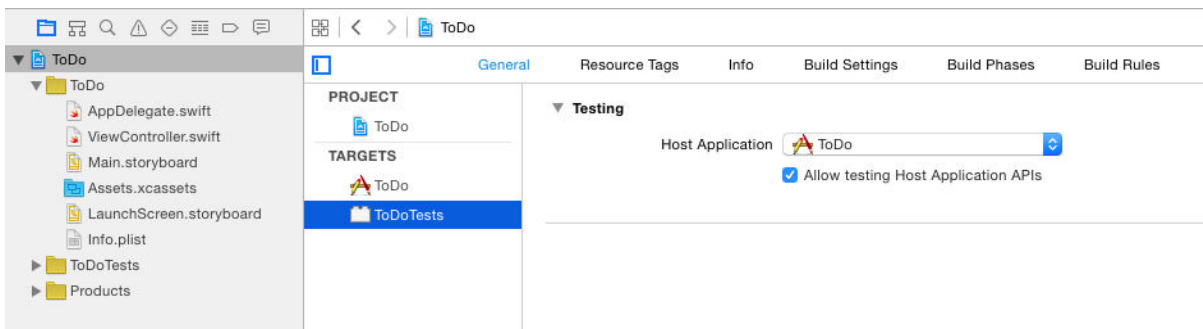 ToDo
ToDo
General
Resource Tags
Info
Build Settings
Build Phases
Build Rules
ToDo
AppDelegate.swift
ViewController.swift
Main.storyboard
Assets.xcassets
LaunchScreen.storyboard
Info.plist
ToDoTests
Products
PROJECT
ToDo
TARGETS
ToDo
ToDoTests
Testing
Host Application
ToDo
Allow testing Host Application APIs